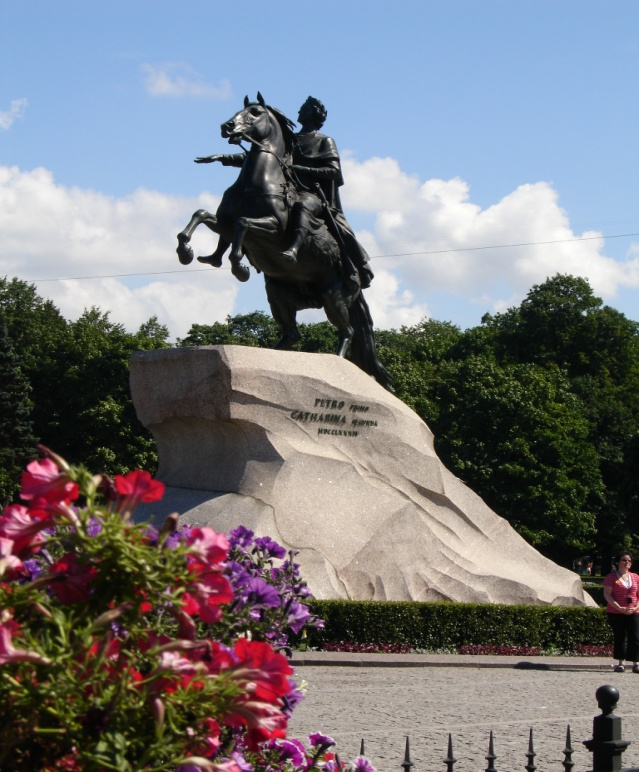 PETRO primo
CATHARINA secunda
MDCCLXXXII